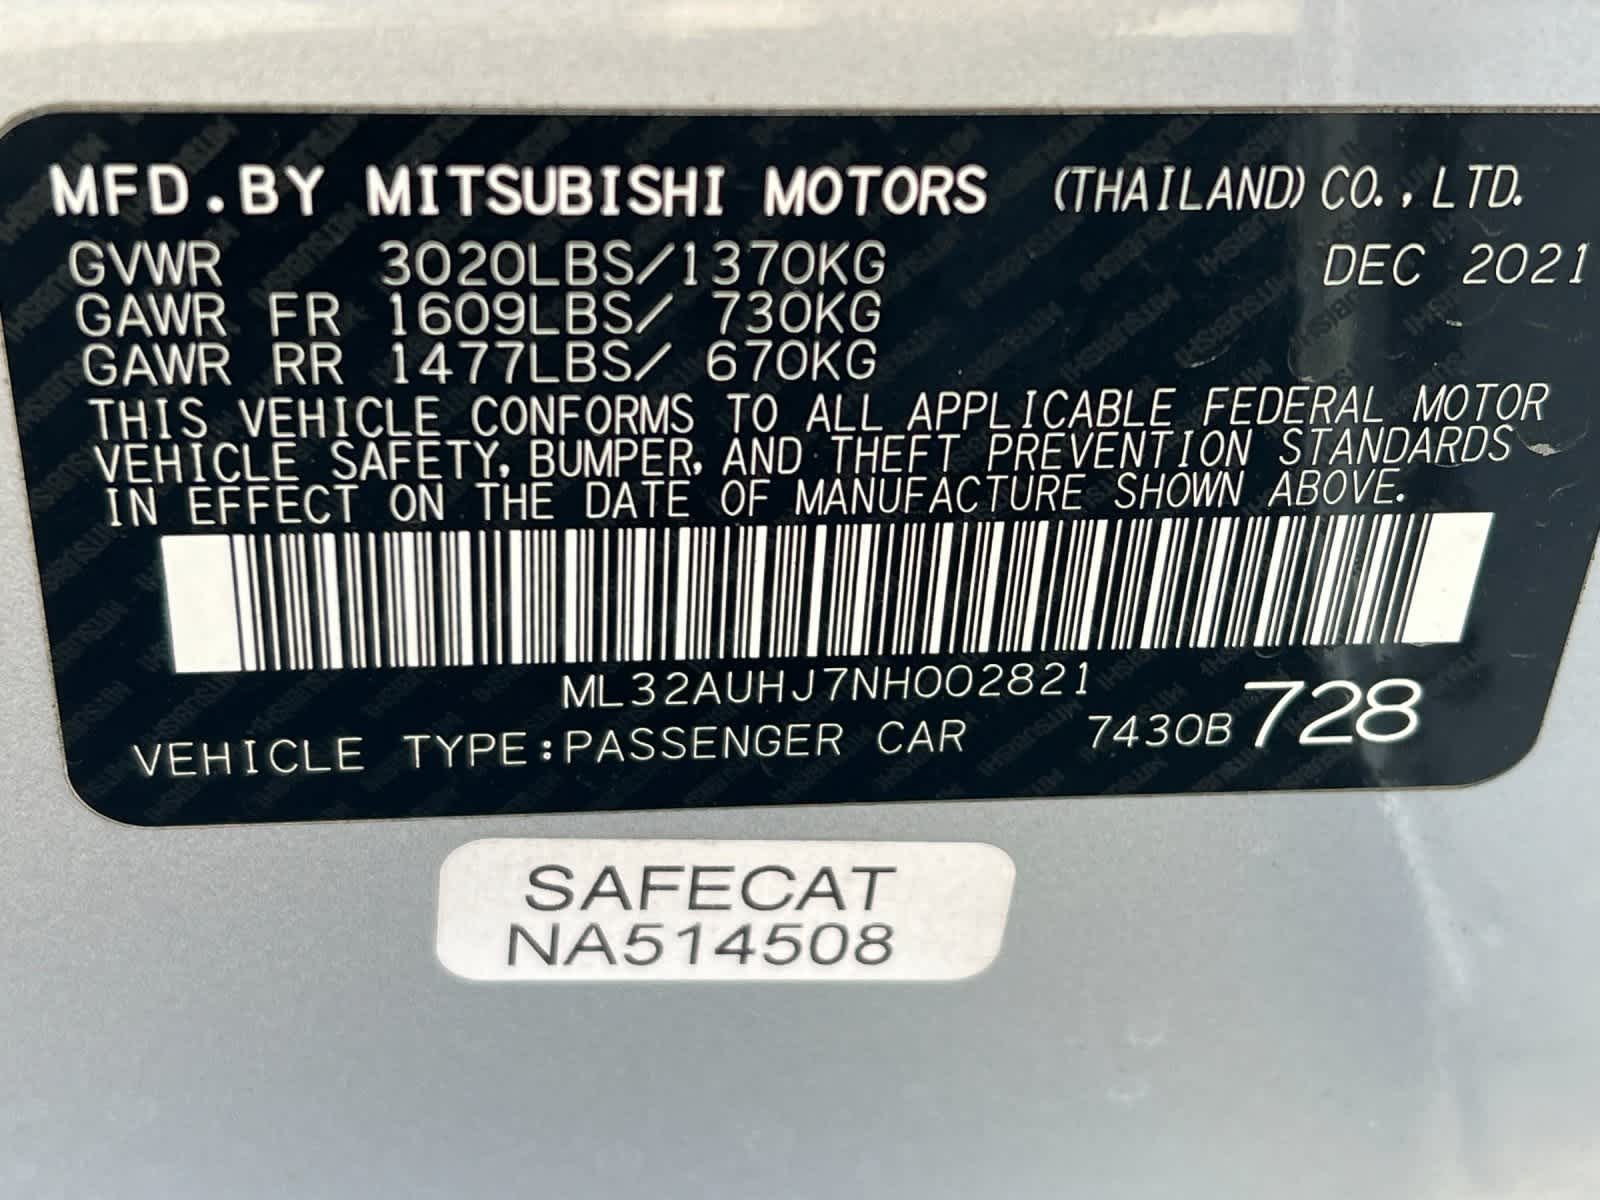 MFD.BY MITSUBISHI MOTORS (THAILAND) CO.,LTD.
GVWR 3020LBS/1370KG DEC 2021
GAWR FR 1609LBS/ 730KG
GAWR RR 1477LBS/ 670KG
THIS VEHICLE CONFORMS TO ALL APPLICABLE FEDERAL MOTOR
VEHICLE SAFETY, BUMPER, AND THEFT PREVENTION STANDARDS
IN EFFECT ON THE DATE OF MANUFACTURE SHOWN ABOVE.
ML32AUHJ7NH002821
VEHICLE TYPE:PASSENGER CAR 7430B 728
SAFECAT
NA514508